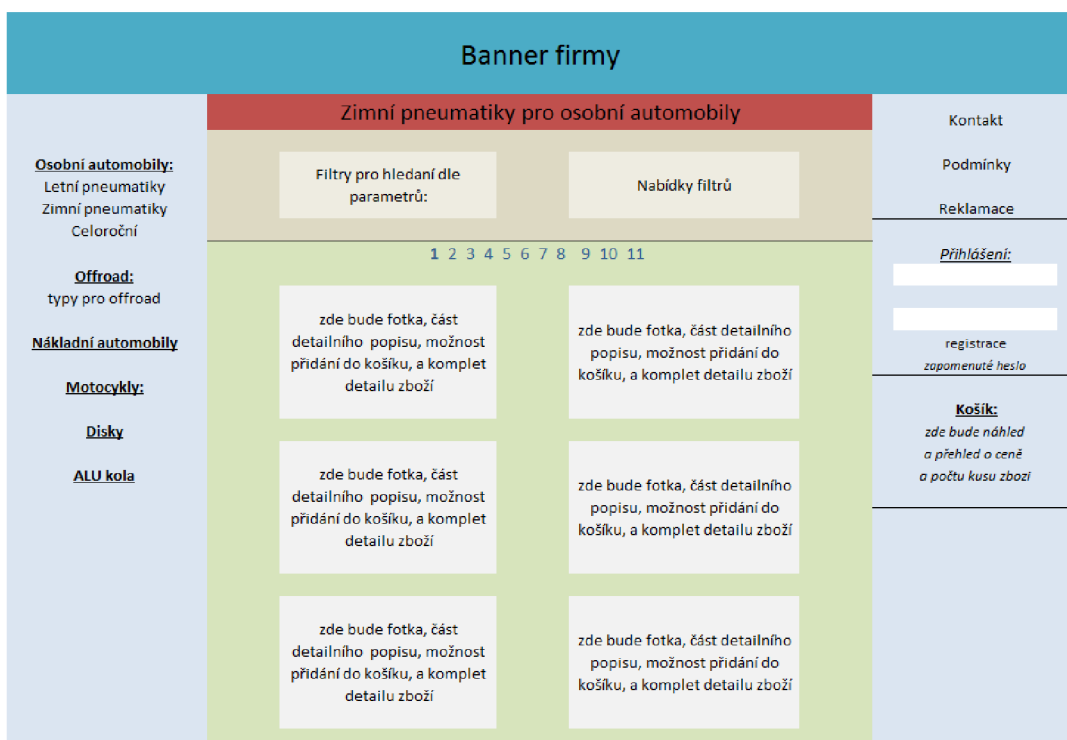 Banner firmy
Osobní automobily:
Letní pneumatiky
Zimní pneumatiky
Celoroční
Offroad:
typy pro offroad
Nákladní automobily
Motocykly:
Disky
ALU kola
Zimní pneumatiky pro osobní automobily
Filtry pro hledaní dle
parametrů:
Nabídky filtrů
1 2 3 4 5 6 7 8 9 10 11
zde bude fotka, část
detailního popisu, možnost
přidání do košíku, a komplet
detailu zboží
zde bude fotka, část detailního
popisu, možnost přidání do
košíku, a komplet detailu zboží
zde bude fotka, část
detailního popisu, možnost
přidání do košíku, a komplet
detailu zboží
zde bude fotka, část detailního
popisu, možnost přidání do
košíku, a komplet detailu zboží
zde bude fotka, část
detailního popisu, možnost
přidání do košíku, a komplet
detailu zboží
zde bude fotka, část detailního
popisu, možnost přidání do
košíku, a komplet detailu zboží
Kontakt
Podmínky
Reklamace
Přihlášení:
registrace
zapomenuté heslo
Košík:
zde bude náhled
a přehled o ceně
a počtu kusu zbozi